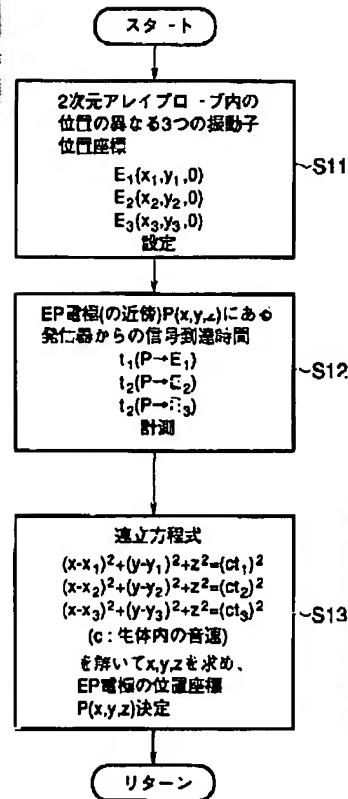 スタート
2次元アレイプローブ内の
位置の異なる3つの振動子
位置座標
E₁(x₁,y₁,0)
E₂(x₂,y₂,0)
E₃(x₃,y₃,0)
設定
S11
EP電極(の近傍)P(x,y,z)にある
発信器からの信号到達時間
t₁(P→E₁)
t₂(P→E₂)
t₂(P→E₃)
計測
S12
連立方程式
(x-x₁)²+(y-y₁)²+z²=(ct₁)²
(x-x₂)²+(y-y₂)²+z²=(ct₂)²
(x-x₃)²+(y-y₃)²+z²=(ct₃)²
(c:生体内の音速)
を解いてx,y,zを求め、
EP電極の位置座標
P(x,y,z)決定
S13
リターン